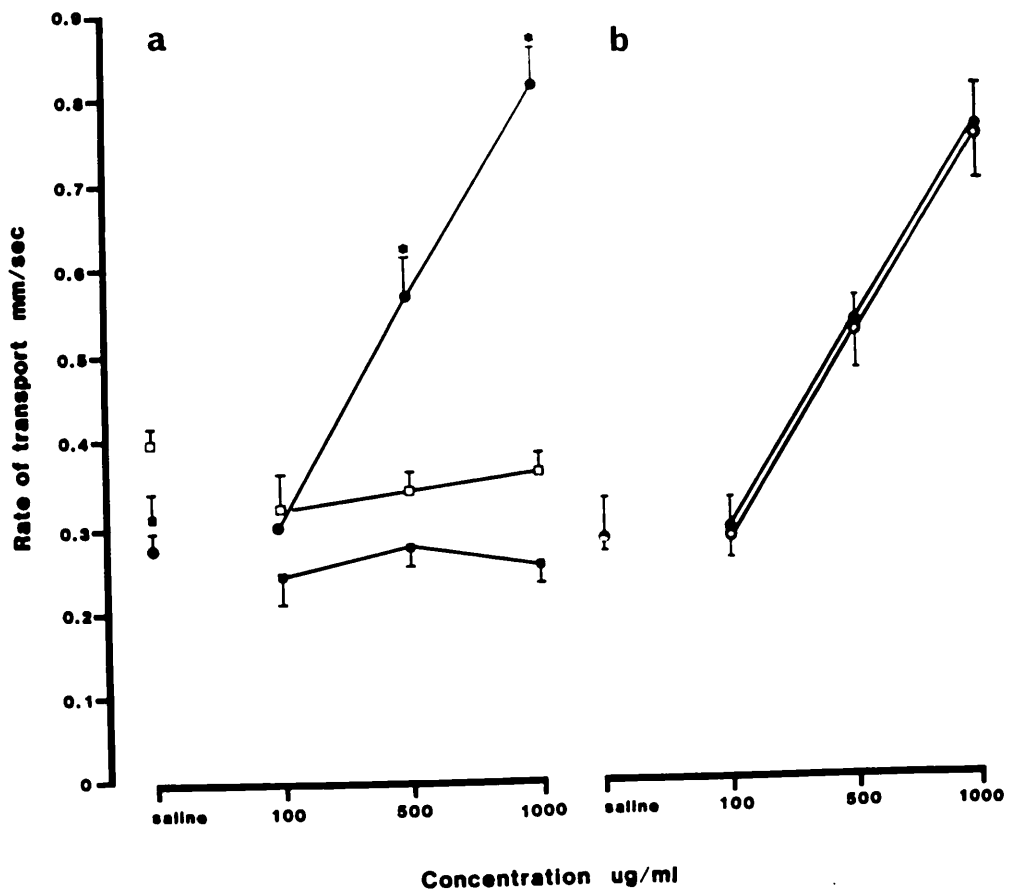 a
b
*
*
0.9
0.8
0.7
0.6
0.5
0.4
0.3
0.2
0.1
0
Rate of transport mm/sec
saline 100 500 1000
saline 100 500 1000
Concentration ug/ml